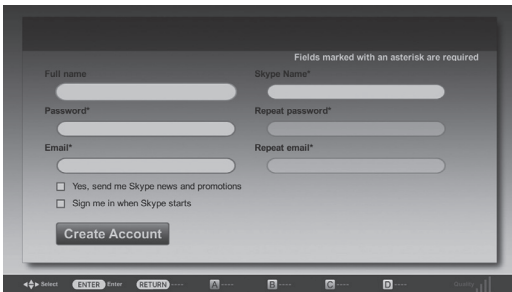 Fields marked with an asterisk are required
Full name
Skype Name*
Password*
Repeat password*
Email*
Repeat email*
Yes, send me Skype news and promotions
Sign me in when Skype starts
Create Account
Select ENTER Enter RETURN ---- A ---- B ---- C ---- D ---- Quality